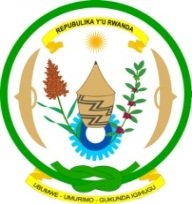 REPUBULIKA Y'U RWANDA
UBUMWE - UMURIMO - GUKUNDA IGIHUGU